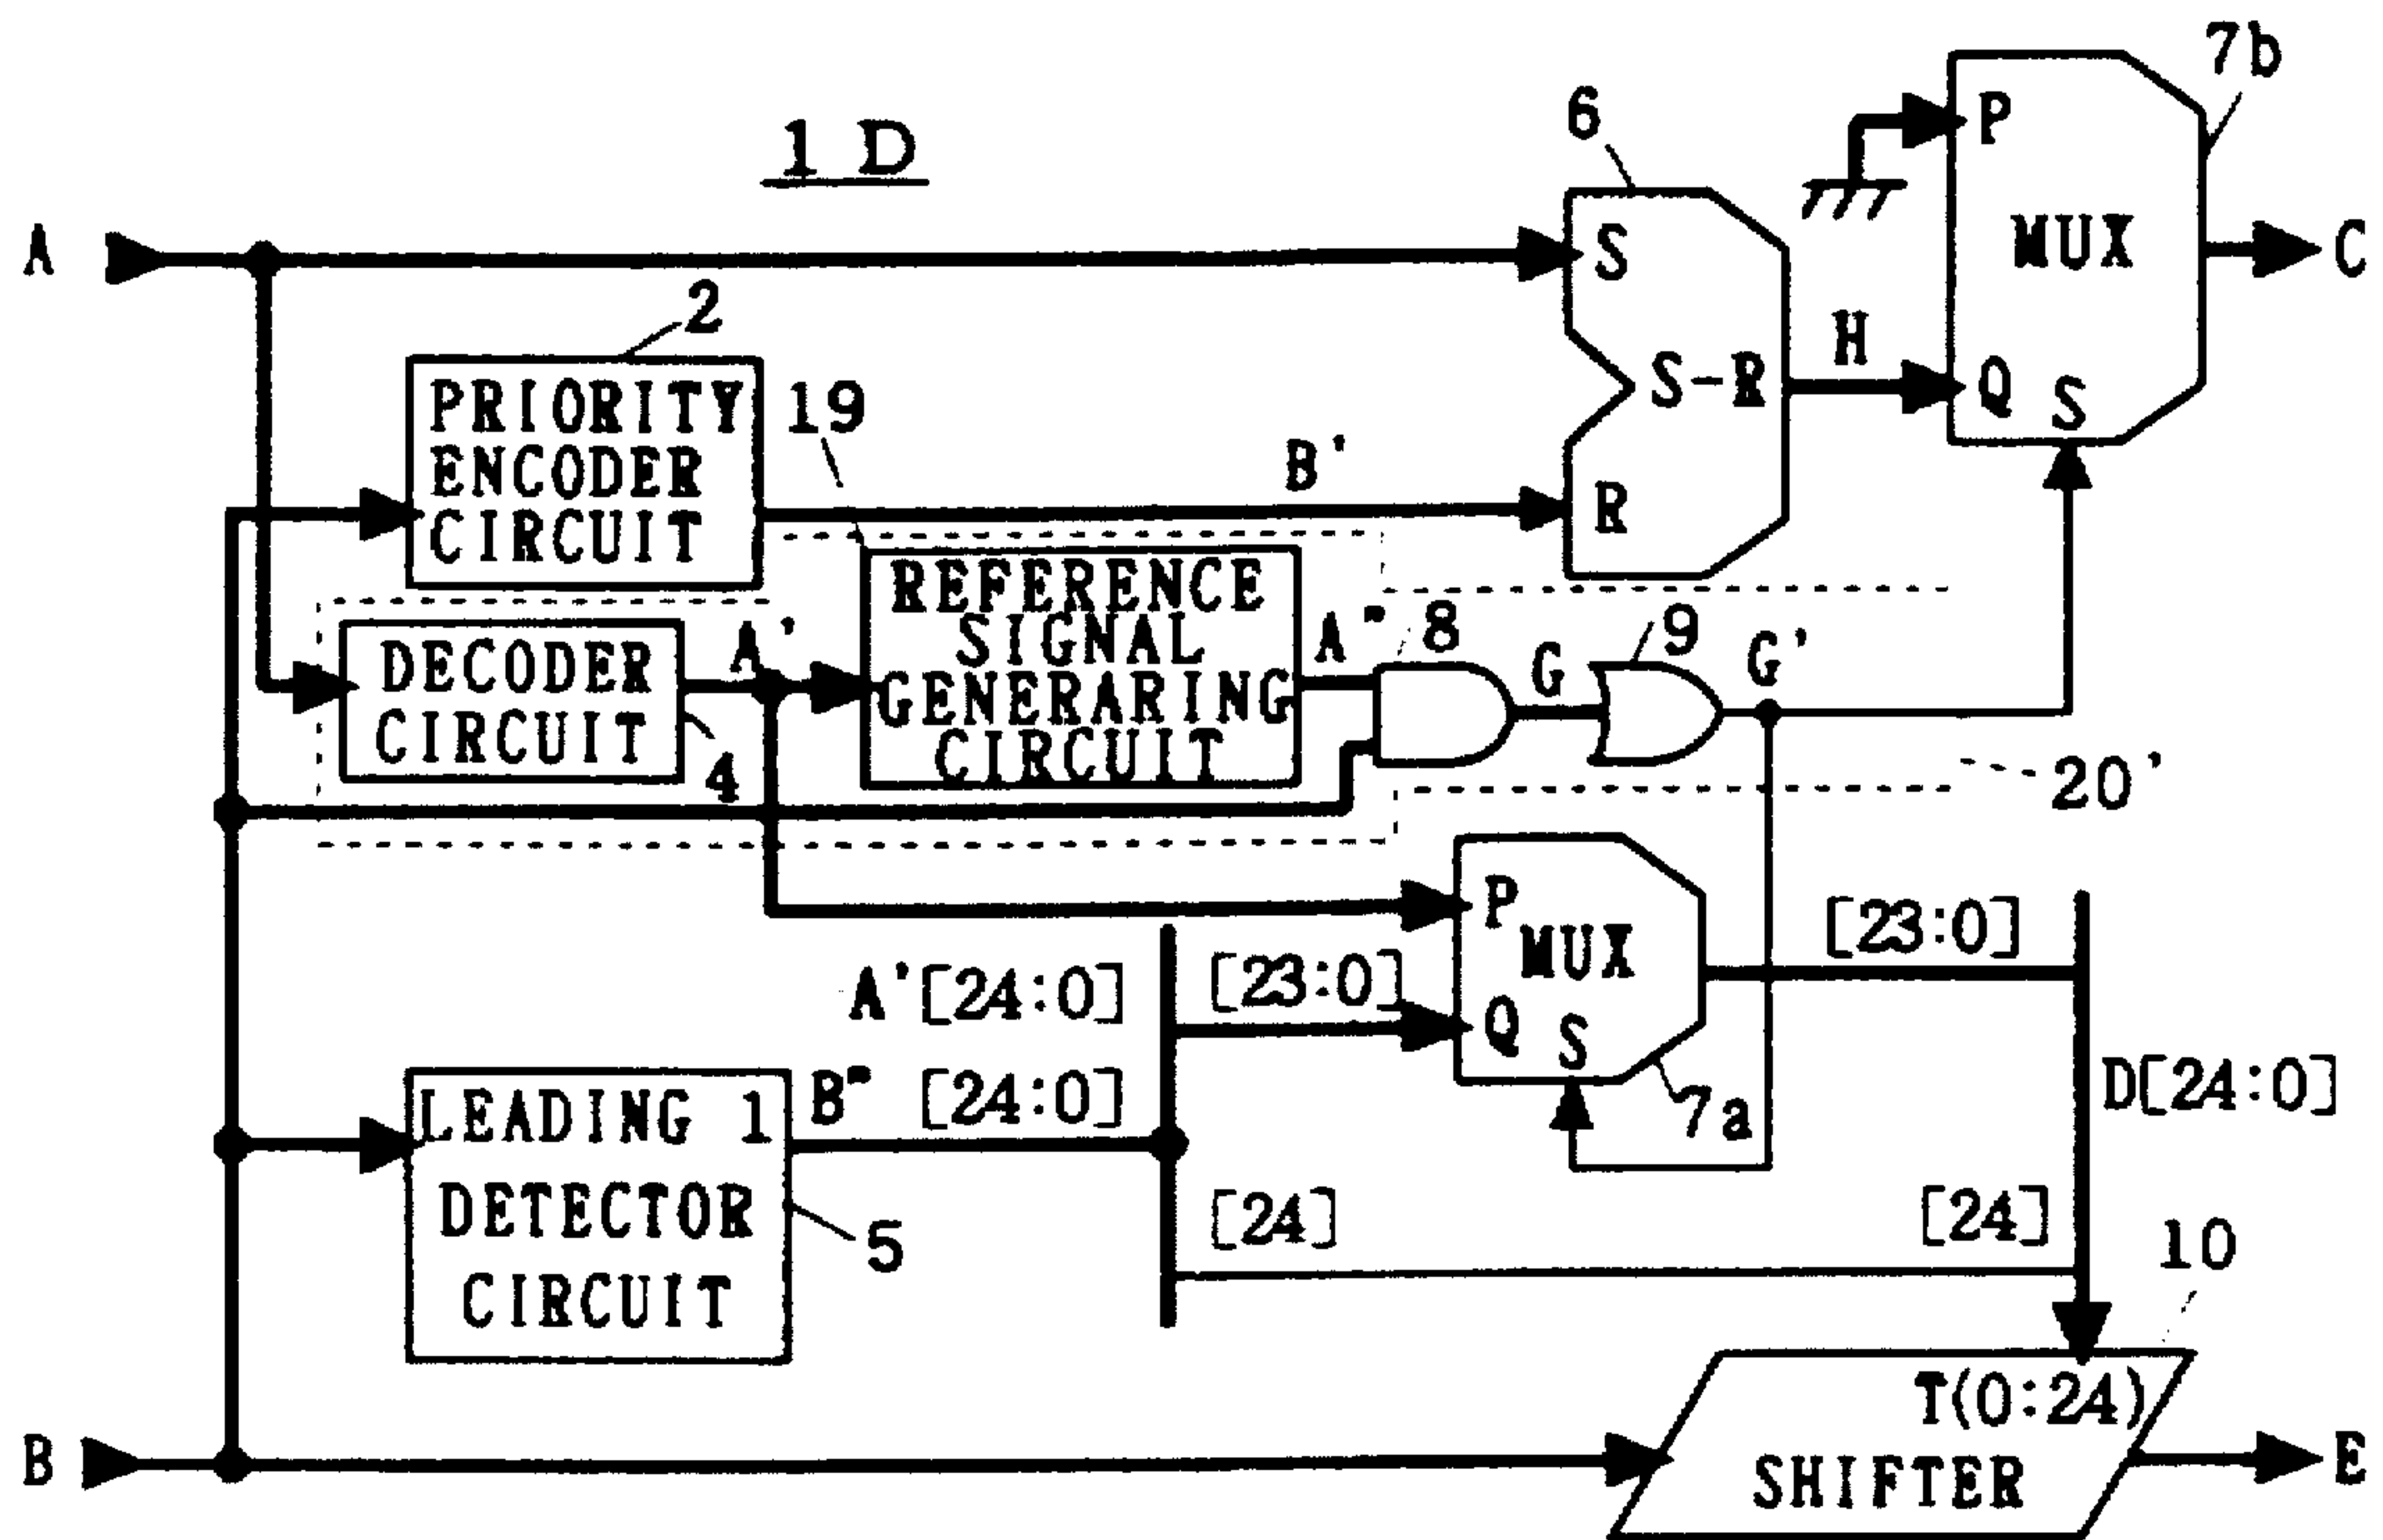 1 D
7b
6
P
MUX
Q
S
C
A
S
S-R
R
H
2
PRIORITY
ENCODER
CIRCUIT
19
B'
DECODER
CIRCUIT
4
A'
REFERENCE
SIGNAL
GENERARING
CIRCUIT
A"
8
G
9
G'
20'
P
MUX
Q
S
7a
[23:0]
A'[24:0]
[23:0]
B" [24:0]
D[24:0]
LEADING 1
DETECTOR
CIRCUIT
5
[24]
[24]
10
T(0:24)
SHIFTER
B
E